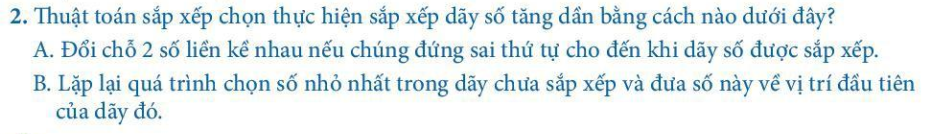 2. Thuật toán sắp xếp chọn thực hiện sắp xếp dãy số tăng dần bằng cách nào dưới đây?
A. Đổi chỗ 2 số liền kề nhau nếu chúng đứng sai thứ tự cho đến khi dãy số được sắp xếp.
B. Lặp lại quá trình chọn số nhỏ nhất trong dãy chưa sắp xếp và đưa số này về vị trí đầu tiên
của dãy đó.